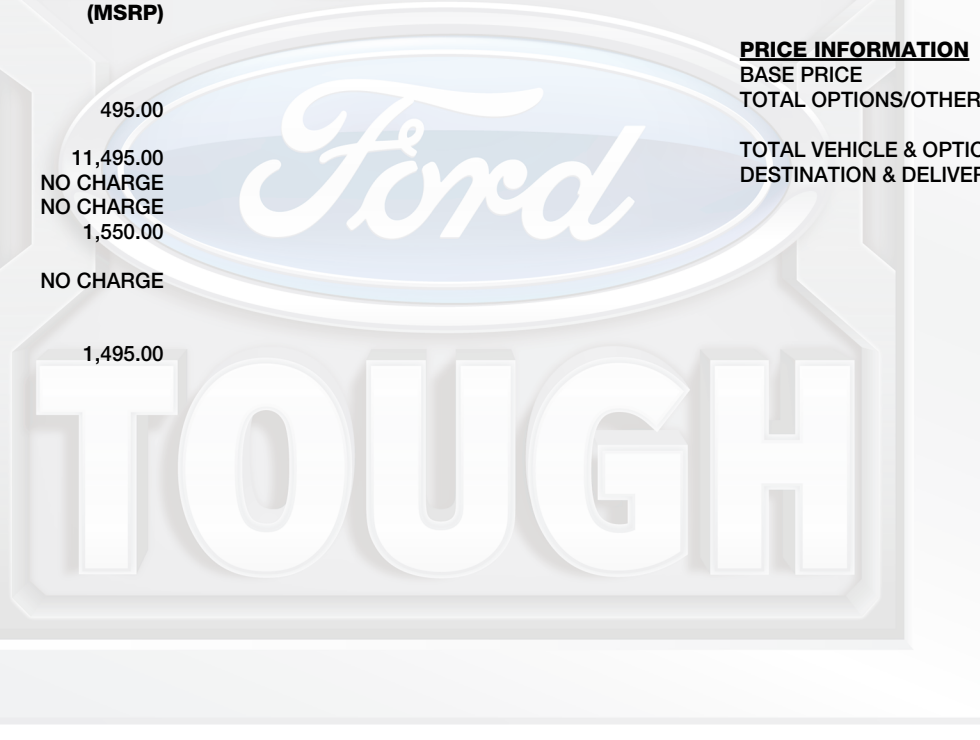 (MSRP)
495.00
11,495.00
NO CHARGE
NO CHARGE
1,550.00
NO CHARGE
1,495.00
PRICE INFORMATION
BASE PRICE
TOTAL OPTIONS/OTHER
TOTAL VEHICLE & OPTIO
DESTINATION & DELIVER
Ford
TOUGH